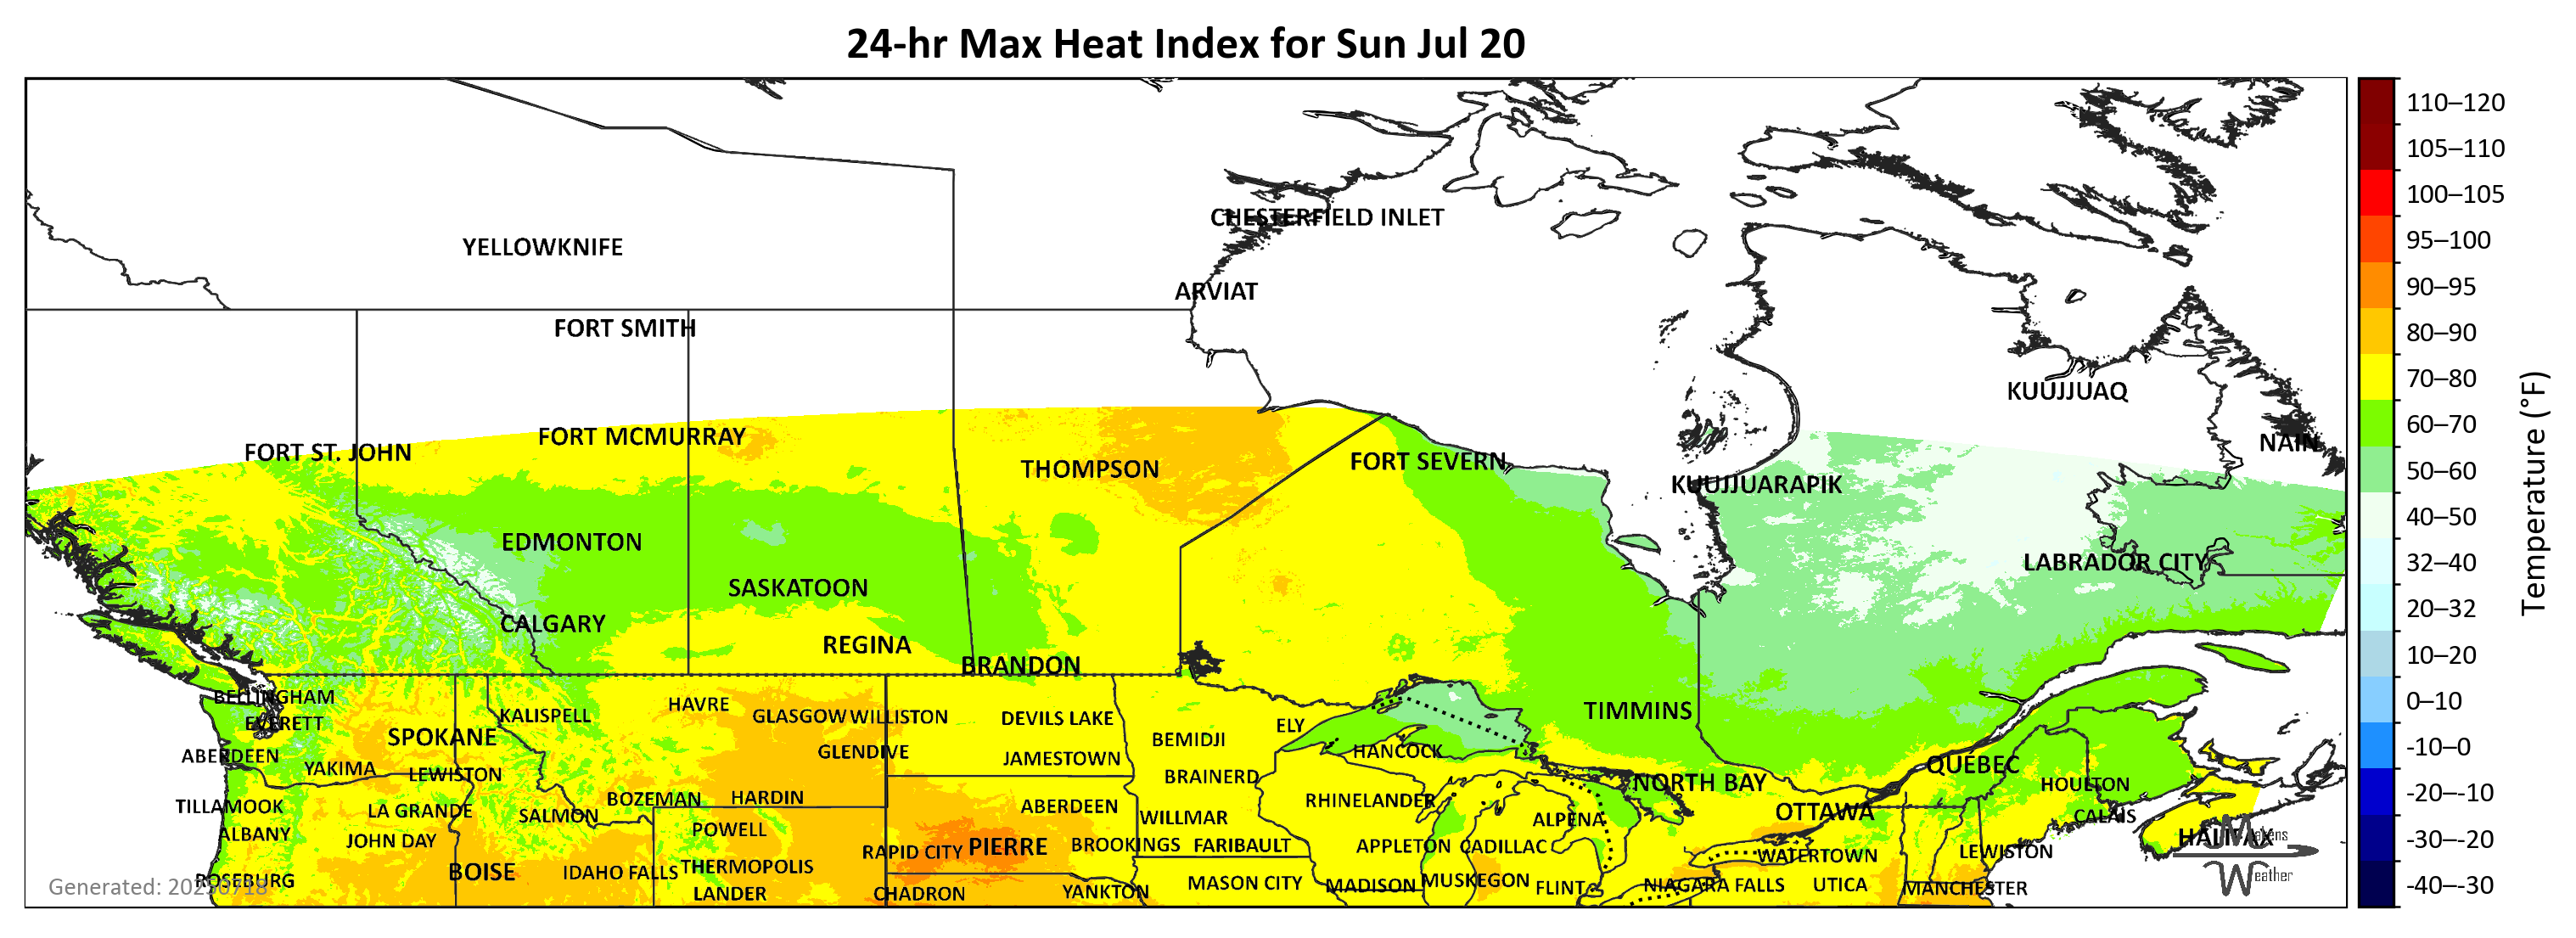 24-hr Max Heat Index for Sun Jul 20
110–120
105–110
100–105
95–100
90–95
80–90
70–80
60–70
50–60
40–50
32–40
20–32
10–20
0–10
-10–0
-20–-10
-30–-20
-40–-30
Temperature (°F)
CHESTERFIELD INLET
YELLOWKNIFE
ARVIAT
FORT SMITH
KUUJJUAQ
NAIN
FORT MCMURRAY
FORT ST. JOHN
THOMPSON
FORT SEVERN
KUUJJUARAPIK
EDMONTON
LABRADOR CITY
SASKATOON
CALGARY
REGINA
BRANDON
BELLINGHAM
HAVRE
TIMMINS
KALISPELL
GLASGOW
WILLISTON
DEVILS LAKE
EVERETT
ELY
SPOKANE
BEMIDJI
GLENDIVE
HANCOCK
ABERDEEN
JAMESTOWN
QUÉBEC
YAKIMA
LEWISTON
BRAINERD
NORTH BAY
HOULTON
BOZEMAN
HARDIN
RHINELANDER
TILLAMOOK
LA GRANDE
SALMON
ABERDEEN
WILLMAR
ALPENA
OTTAWA
CALAIS
ALBANY
JOHN DAY
POWELL
HALIFAX
RAPID CITY
PIERRE
BROOKINGS
FARIBAULT
APPLETON
CADILLAC
WATERTOWN
LEWISTON
BOISE
IDAHO FALLS
THERMOPOLIS
ROSEBURG
LANDER
CHADRON
YANKTON
MASON CITY
MADISON
MUSKEGON
FLINT
NIAGARA FALLS
UTICA
MANCHESTER
Generated: 20250718
Weather